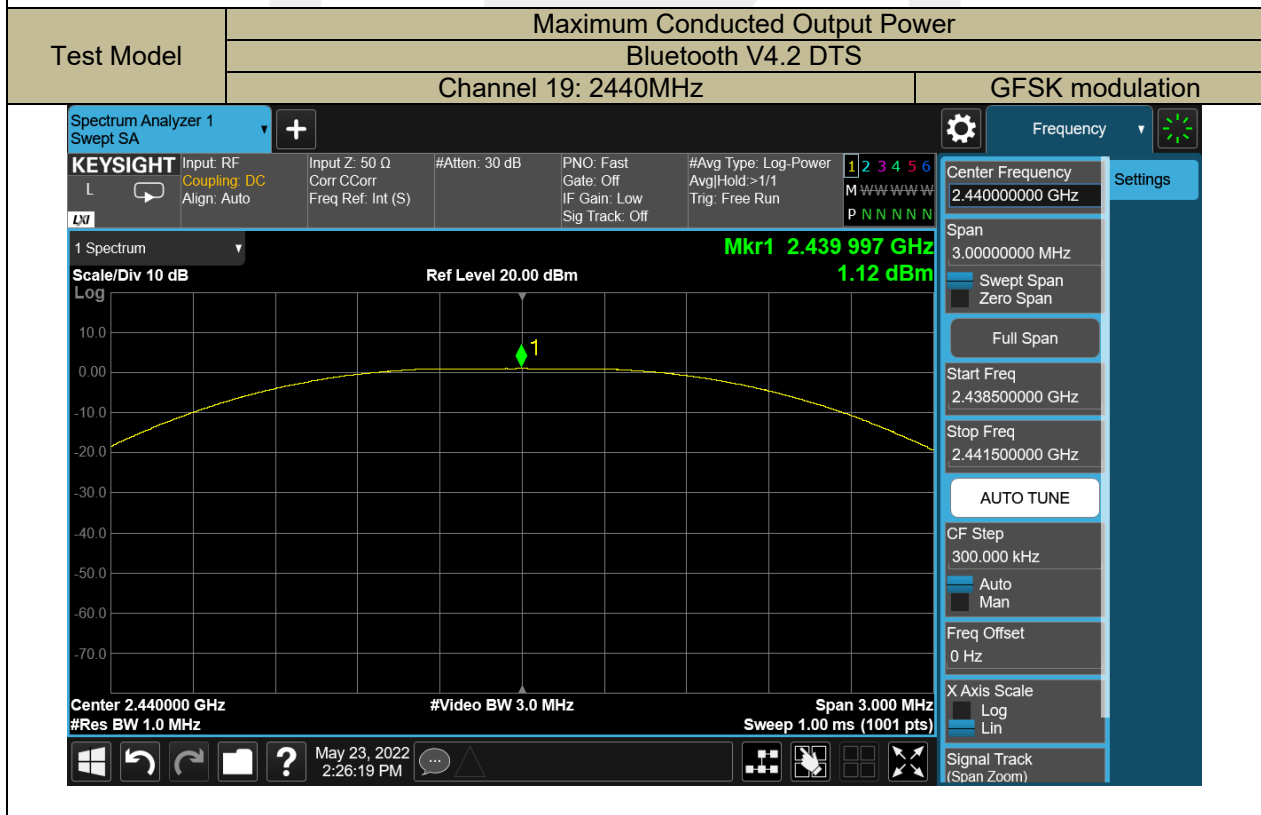 Test Model
Maximum Conducted Output Power
Bluetooth V4.2 DTS
Channel 19: 2440MHz
GFSK modulation
Spectrum Analyzer 1
Swept SA
Frequency
KEYSIGHT
L
LXI
Input: RF
Coupling: DC
Align: Auto
Input Z: 50 Ω
Corr CCorr
Freq Ref: Int (S)
#Atten: 30 dB
PNO: Fast
Gate: Off
IF Gain: Low
Sig Track: Off
#Avg Type: Log-Power
Avg|Hold:>1/1
Trig: Free Run
1 2 3 4 5 6
M W W W W W
P N N N N N
1 Spectrum
Scale/Div 10 dB
Ref Level 20.00 dBm
Mkr1 2.439 997 GHz
1.12 dBm
Log
10.0
0.00
-10.0
-20.0
-30.0
-40.0
-50.0
-60.0
-70.0
1
Center 2.440000 GHz
#Res BW 1.0 MHz
#Video BW 3.0 MHz
Span 3.000 MHz
Sweep 1.00 ms (1001 pts)
May 23, 2022
2:26:19 PM
Center Frequency
2.440000000 GHz
Settings
Span
3.00000000 MHz
Swept Span
Zero Span
Full Span
Start Freq
2.438500000 GHz
Stop Freq
2.441500000 GHz
AUTO TUNE
CF Step
300.000 kHz
Auto
Man
Freq Offset
0 Hz
X Axis Scale
Log
Lin
Signal Track
(Span Zoom)